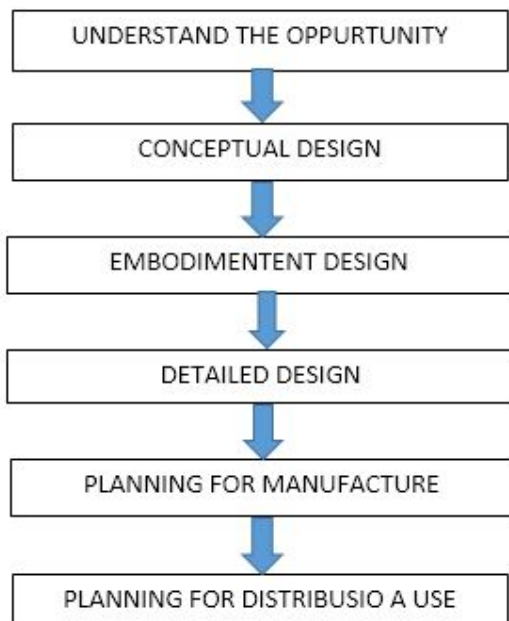 UNDERSTAND THE OPPURTUNITY
CONCEPTUAL DESIGN
EMBODIMENTENT DESIGN
DETAILED DESIGN
PLANNING FOR MANUFACTURE
PLANNING FOR DISTRIBUSIO A USE